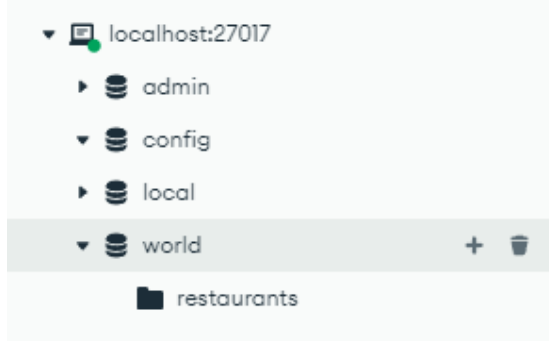 localhost:27017
admin
config
local
world
restaurants